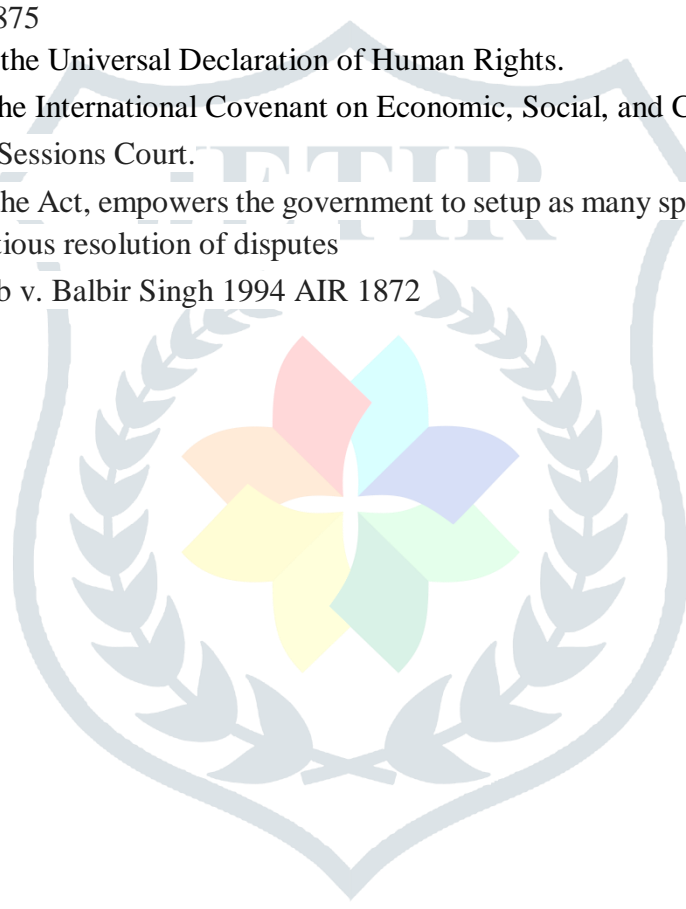 875
the Universal Declaration of Human Rights.
he International Covenant on Economic, Social, and C
Sessions Court.
he Act, empowers the government to setup as many sp
tious resolution of disputes
b v. Balbir Singh 1994 AIR 1872